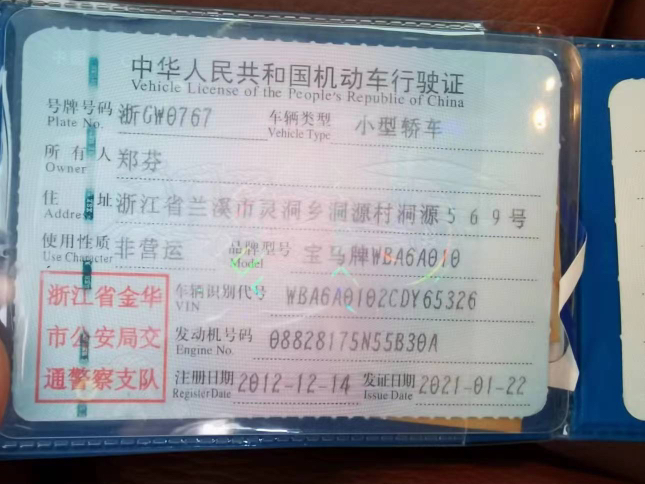 中华人民共和国机动车行驶证
Vehicle License of the People's Republic of China
号牌号码 浙GW0767 车辆类型 小型轿车
Plate No. Vehicle Type
所有人 郑芬
Owner
住址 浙江省兰溪市灵洞乡洞源村洞源569号
Address
使用性质 非营运 品牌型号 宝马牌WBA6A010
Use Character Model
浙江省金华
市公安局交
通警察支队
车辆识别代号 WBA6A0102CDY65326
VIN
发动机号码 08828175N55B30A
Engine No.
注册日期 2012-12-14 发证日期 2021-01-22
Register Date Issue Date